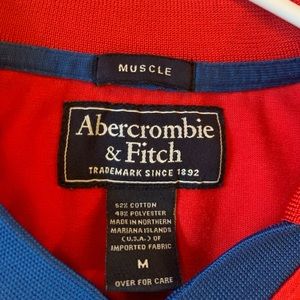 MUSCLE
Abercrombie
& Fitch
TRADEMARK SINCE 1892
52% COTTON
48% POLYESTER
MADE IN NORTHERN
MARIANA ISLANDS
(U.S.A.) OF
IMPORTED FABRIC
M
OVER FOR CARE